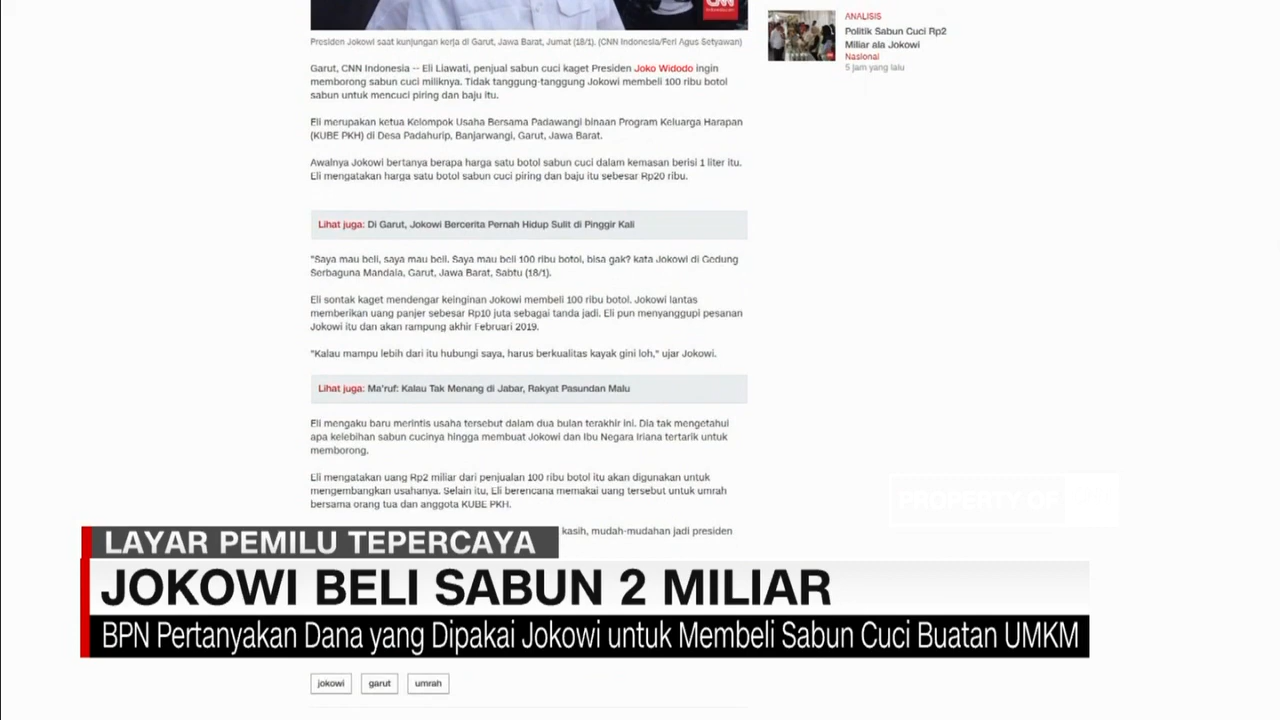 CNN
Indonesia.com
Presiden Jokowi saat kunjungan kerja di Garut, Jawa Barat, Jumat (18/1). (CNN Indonesia/Feri Agus Setyawan)
ANALISIS
Politik Sabun Cuci Rp2
Miliar ala Jokowi
Nasional
5 jam yang lalu
Garut, CNN Indonesia -- Eli Liawati, penjual sabun cuci kaget Presiden Joko Widodo ingin
memborong sabun cuci miliknya. Tidak tanggung-tanggung Jokowi membeli 100 ribu botol
sabun untuk mencuci piring dan baju itu.
Eli merupakan ketua Kelompok Usaha Bersama Padawangi binaan Program Keluarga Harapan
(KUBE PKH) di Desa Padahurip, Banjarwangi, Garut, Jawa Barat.
Awalnya Jokowi bertanya berapa harga satu botol sabun cuci dalam kemasan berisi 1 liter itu.
Eli mengatakan harga satu botol sabun cuci piring dan baju itu sebesar Rp20 ribu.
Lihat juga: Di Garut, Jokowi Bercerita Pernah Hidup Sulit di Pinggir Kali
"Saya mau beli, saya mau beli. Saya mau beli 100 ribu botol, bisa gak? kata Jokowi di Gedung
Serbaguna Mandala, Garut, Jawa Barat, Sabtu (18/1).
Eli sontak kaget mendengar keinginan Jokowi membeli 100 ribu botol. Jokowi lantas
memberikan uang panjer sebesar Rp10 juta sebagai tanda jadi. Eli pun menyanggupi pesanan
Jokowi itu dan akan rampung akhir Februari 2019.
"Kalau mampu lebih dari itu hubungi saya, harus berkualitas kayak gini loh," ujar Jokowi.
Lihat juga: Ma'ruf: Kalau Tak Menang di Jabar, Rakyat Pasundan Malu
Eli mengaku baru merintis usaha tersebut dalam dua bulan terakhir ini. Dia tak mengetahui
apa kelebihan sabun cucinya hingga membuat Jokowi dan Ibu Negara Iriana tertarik untuk
memborong.
Eli mengatakan uang Rp2 miliar dari penjualan 100 ribu botol itu akan digunakan untuk
mengembangkan usahanya. Selain itu, Eli berencana memakai uang tersebut untuk umrah
bersama orang tua dan anggota KUBE PKH.
kasih, mudah-mudahan jadi presiden
PROPERTY OF
LAYAR PEMILU TEPERCAYA
JOKOWI BELI SABUN 2 MILIAR
BPN Pertanyakan Dana yang Dipakai Jokowi untuk Membeli Sabun Cuci Buatan UMKM
jokowi garut umrah